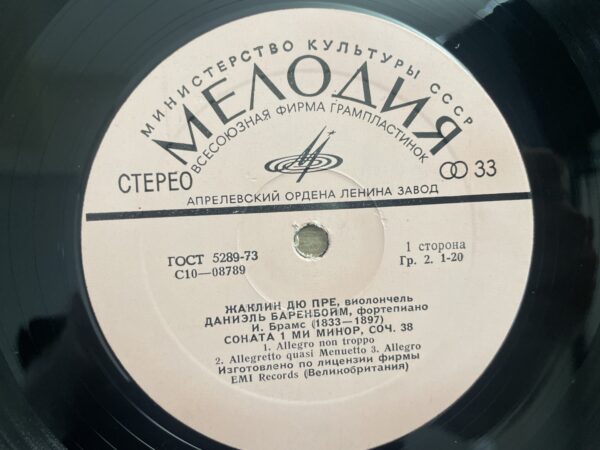 МИНИСТЕРСТВО КУЛЬТУРЫ СССР
МЕЛОДИЯ
ВСЕСОЮЗНАЯ ФИРМА ГРАМПЛАСТИНОК
СТЕРЕО
33
АПРЕЛЕВСКИЙ ОРДЕНА ЛЕНИНА ЗАВОД
ГОСТ 5289-73
С10—08789
1 сторона
Гр. 2. 1-20
ЖАКЛИН ДЮ ПРЕ, виолончель
ДАНИЭЛЬ БАРЕНБОЙМ, фортепиано
И. Брамс (1833—1897)
СОНАТА 1 МИ МИНОР, СОЧ. 38
1. Allegro non troppo
2. Allegretto quasi Menuetto 3. Allegro
Изготовлено по лицензии фирмы
EMI Records (Великобритания)